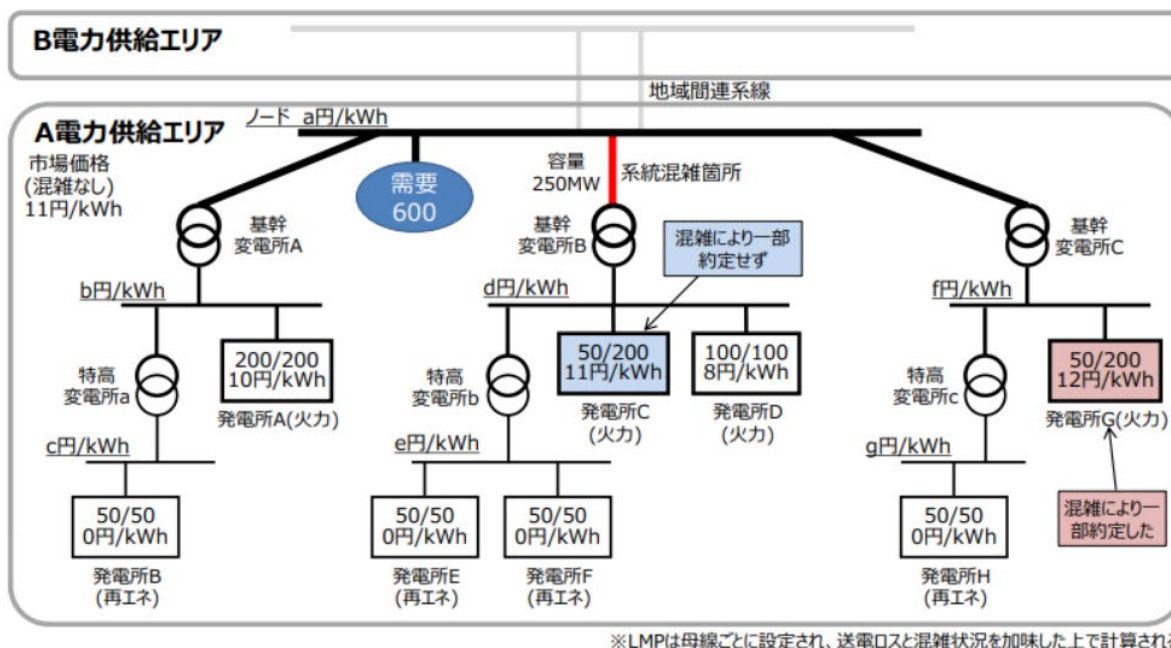 B電力供給エリア
地域間連系線
A電力供給エリア
ノード a円/kWh
市場価格
(混雑なし)
11円/kWh
需要
600
容量
250MW
系統混雑箇所
基幹
変電所A
基幹
変電所B
混雑により一部
約定せず
基幹
変電所C
b円/kWh
d円/kWh
f円/kWh
特高
変電所a
200/200
10円/kWh
発電所A(火力)
特高
変電所b
50/200
11円/kWh
発電所C
(火力)
100/100
8円/kWh
発電所D
(火力)
特高
変電所c
50/200
12円/kWh
発電所G(火力)
c円/kWh
e円/kWh
g円/kWh
50/50
0円/kWh
発電所B
(再エネ)
50/50
0円/kWh
発電所E
(再エネ)
50/50
0円/kWh
発電所F
(再エネ)
50/50
0円/kWh
発電所H
(再エネ)
混雑により一
部約定した
※LMPは母線ごとに設定され、送電ロスと混雑状況を加味した上で計算される